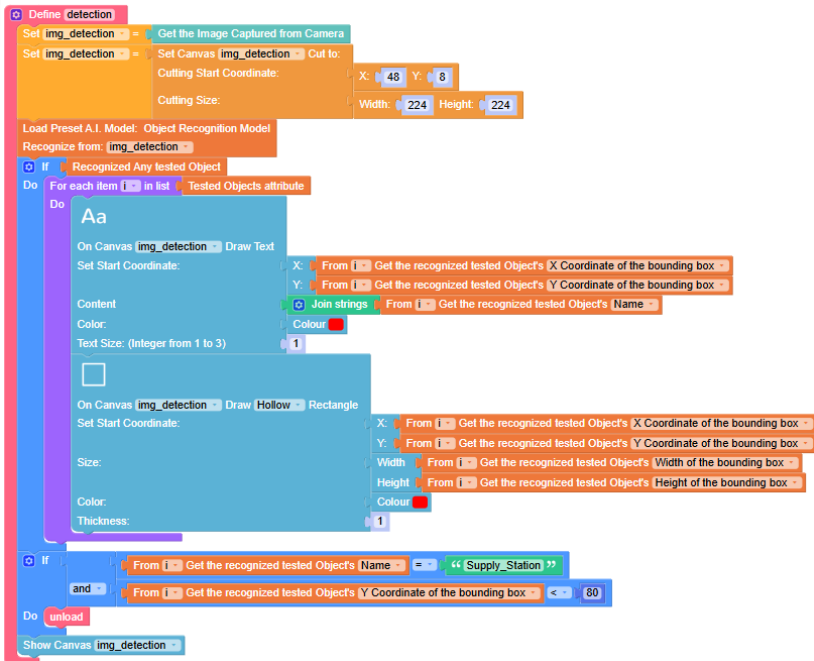 Define detection
Set img_detection = Get the Image Captured from Camera
Set img_detection = Set Canvas img_detection Cut to:
Cutting Start Coordinate: X: 48 Y: 8
Cutting Size: Width: 224 Height: 224
Load Preset A.I. Model: Object Recognition Model
Recognize from: img_detection
If Recognized Any tested Object
Do For each item i in list Tested Objects attribute
Do
Aa
On Canvas img_detection Draw Text
Set Start Coordinate: X: From i Get the recognized tested Object's X Coordinate of the bounding box
Y: From i Get the recognized tested Object's Y Coordinate of the bounding box
Content Join strings From i Get the recognized tested Object's Name
Color: Colour
Text Size: (Integer from 1 to 3) 1
On Canvas img_detection Draw Hollow Rectangle
Set Start Coordinate: X: From i Get the recognized tested Object's X Coordinate of the bounding box
Y: From i Get the recognized tested Object's Y Coordinate of the bounding box
Size: Width From i Get the recognized tested Object's Width of the bounding box
Height From i Get the recognized tested Object's Height of the bounding box
Color: Colour
Thickness: 1
If From i Get the recognized tested Object's Name = “ Supply_Station ”
and From i Get the recognized tested Object's Y Coordinate of the bounding box < 80
Do unload
Show Canvas img_detection